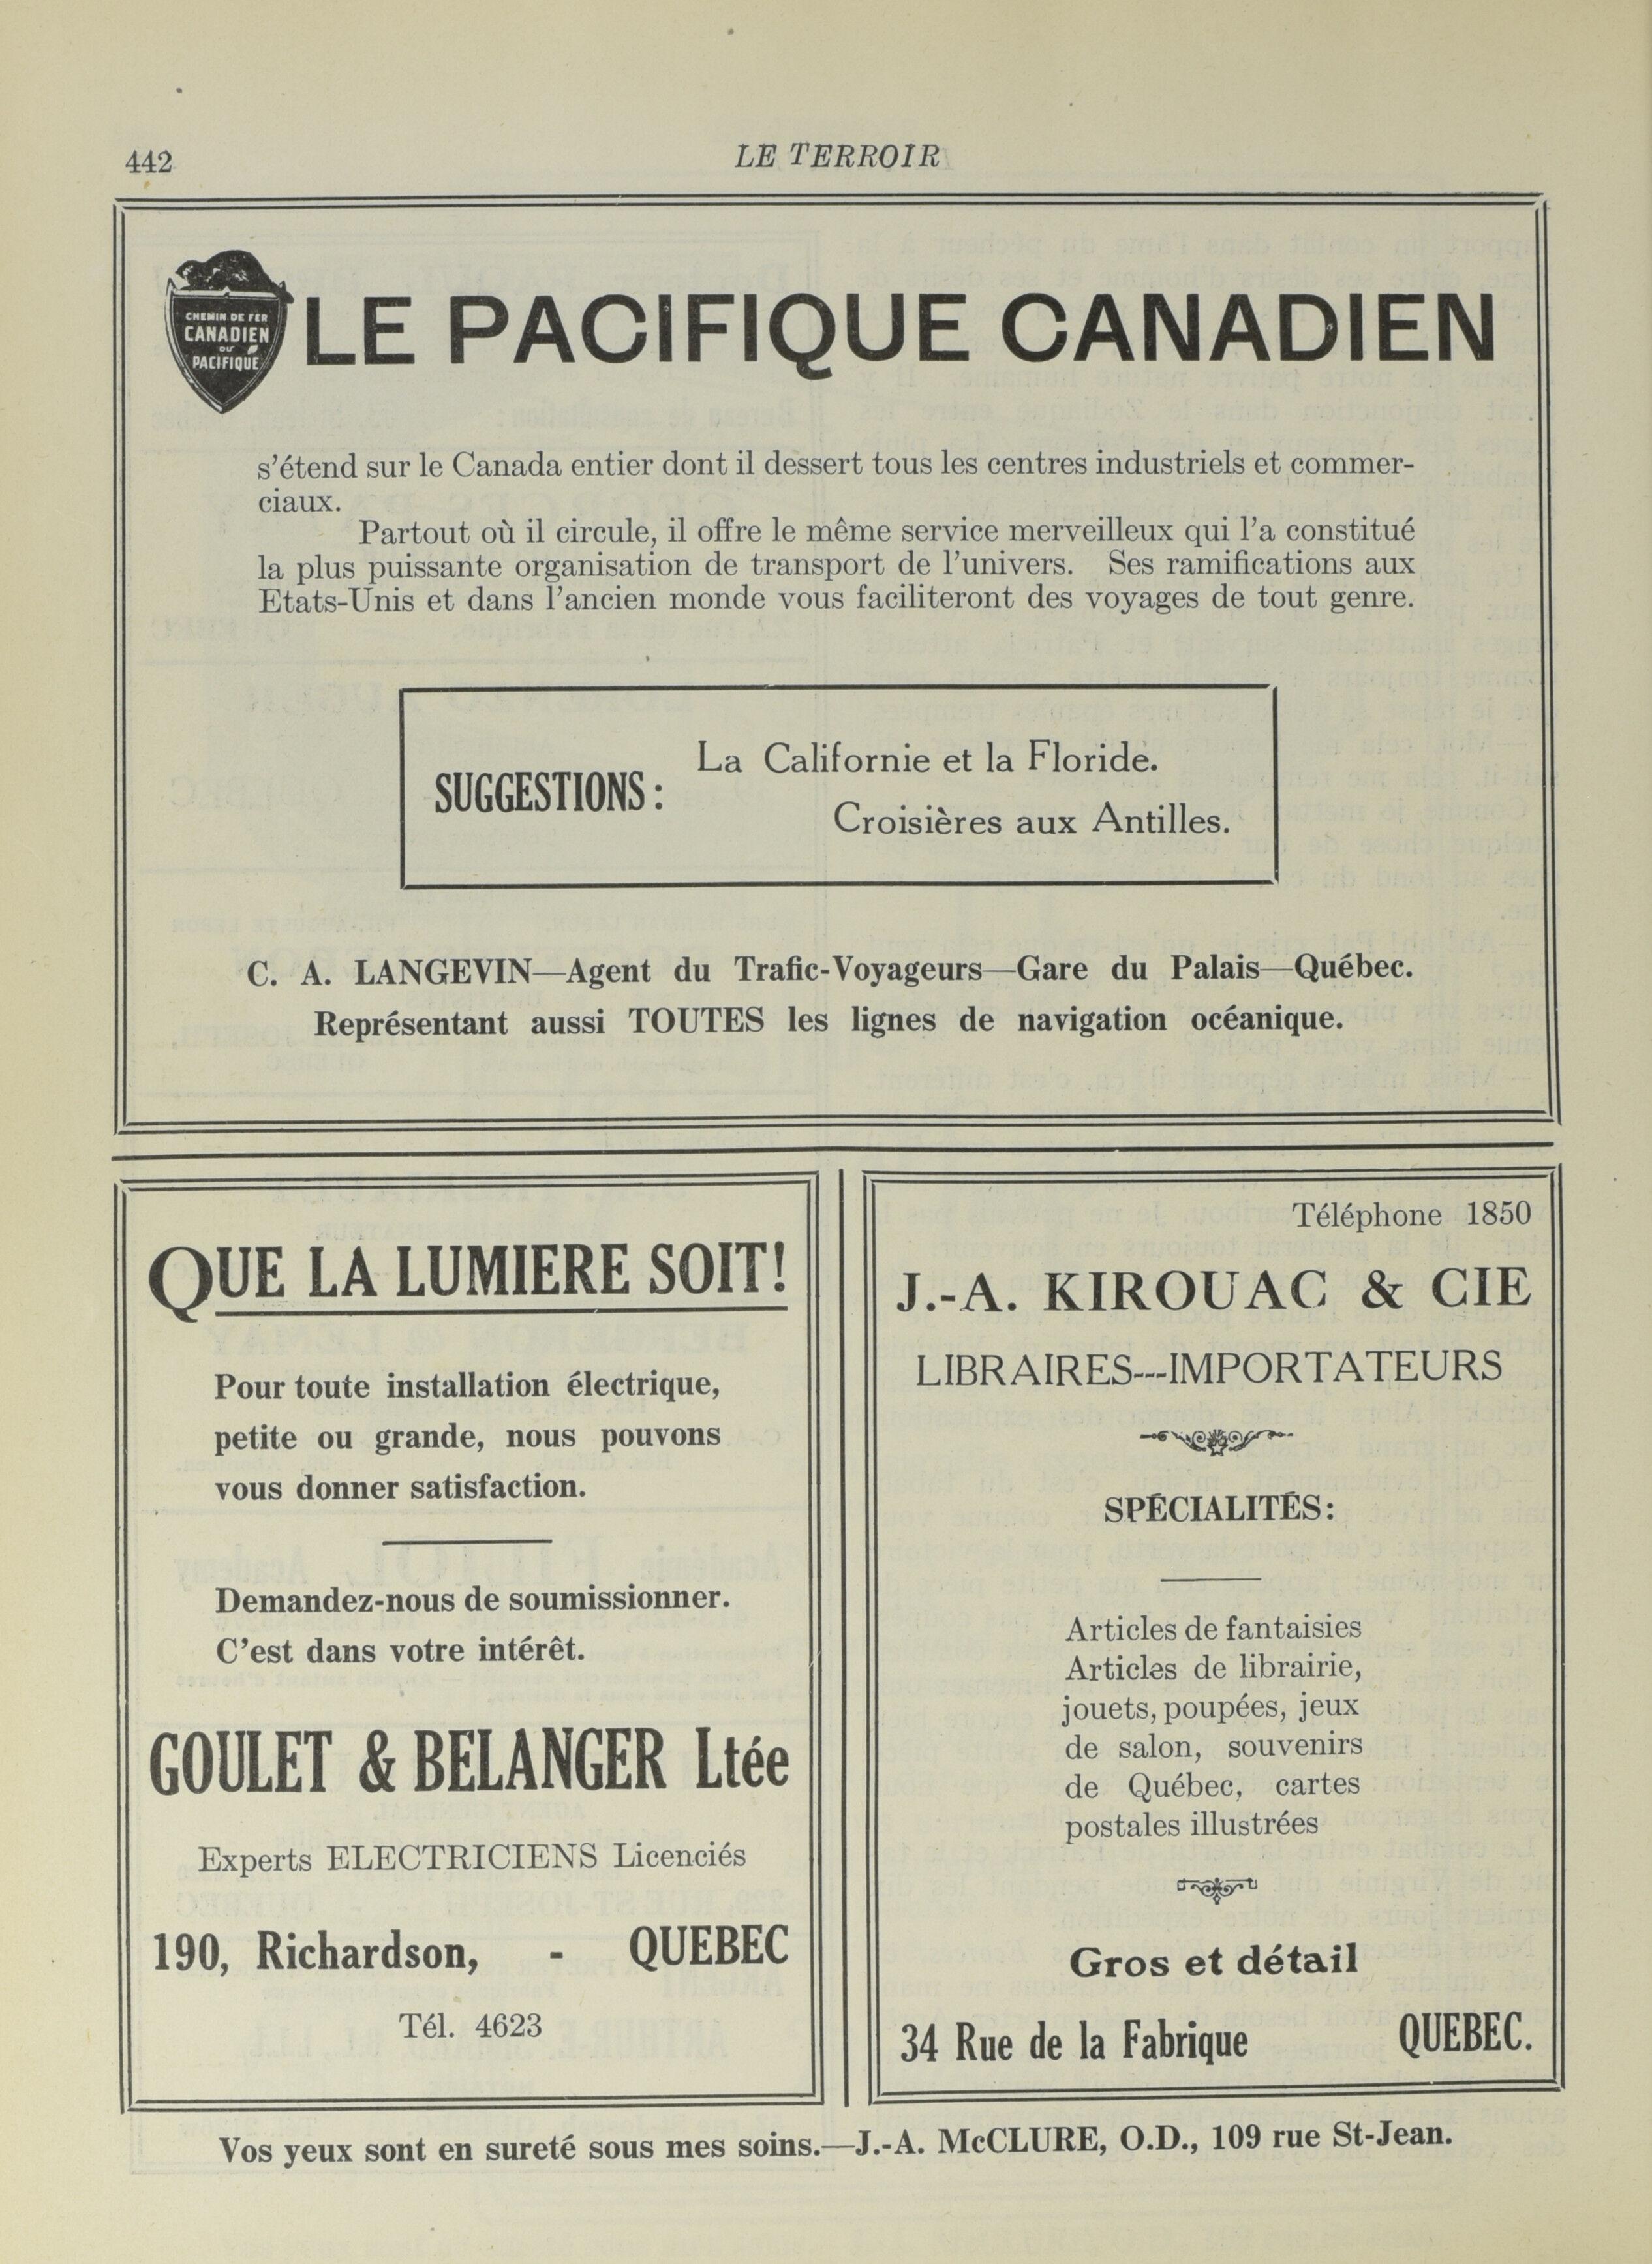 442
LE TERROIR
CHEMIN DE FER
CANADIEN
DU
PACIFIQUE
LE PACIFIQUE CANADIEN
s'étend sur le Canada entier dont il dessert tous les centres industriels et commer-
ciaux.
Partout où il circule, il offre le même service merveilleux qui l'a constitué
la plus puissante organisation de transport de l'univers. Ses ramifications aux
Etats-Unis et dans l'ancien monde vous faciliteront des voyages de tout genre.
SUGGESTIONS :
La Californie et la Floride.
Croisières aux Antilles.
C. A. LANGEVIN—Agent du Trafic-Voyageurs—Gare du Palais—Québec.
Représentant aussi TOUTES les lignes de navigation océanique.
QUE LA LUMIERE SOIT!
Pour toute installation électrique,
petite ou grande, nous pouvons
vous donner satisfaction.
Demandez-nous de soumissionner.
C'est dans votre intérêt.
GOULET & BELANGER Ltée
Experts ELECTRICIENS Licenciés
190, Richardson, - QUEBEC
Tél. 4623
Téléphone 1850
J.-A. KIROUAC & CIE
LIBRAIRES---IMPORTATEURS
SPÉCIALITÉS:
Articles de fantaisies
Articles de librairie,
jouets, poupées, jeux
de salon, souvenirs
de Québec, cartes
postales illustrées
Gros et détail
34 Rue de la Fabrique QUEBEC.
Vos yeux sont en sureté sous mes soins.—J.-A. McCLURE, O.D., 109 rue St-Jean.